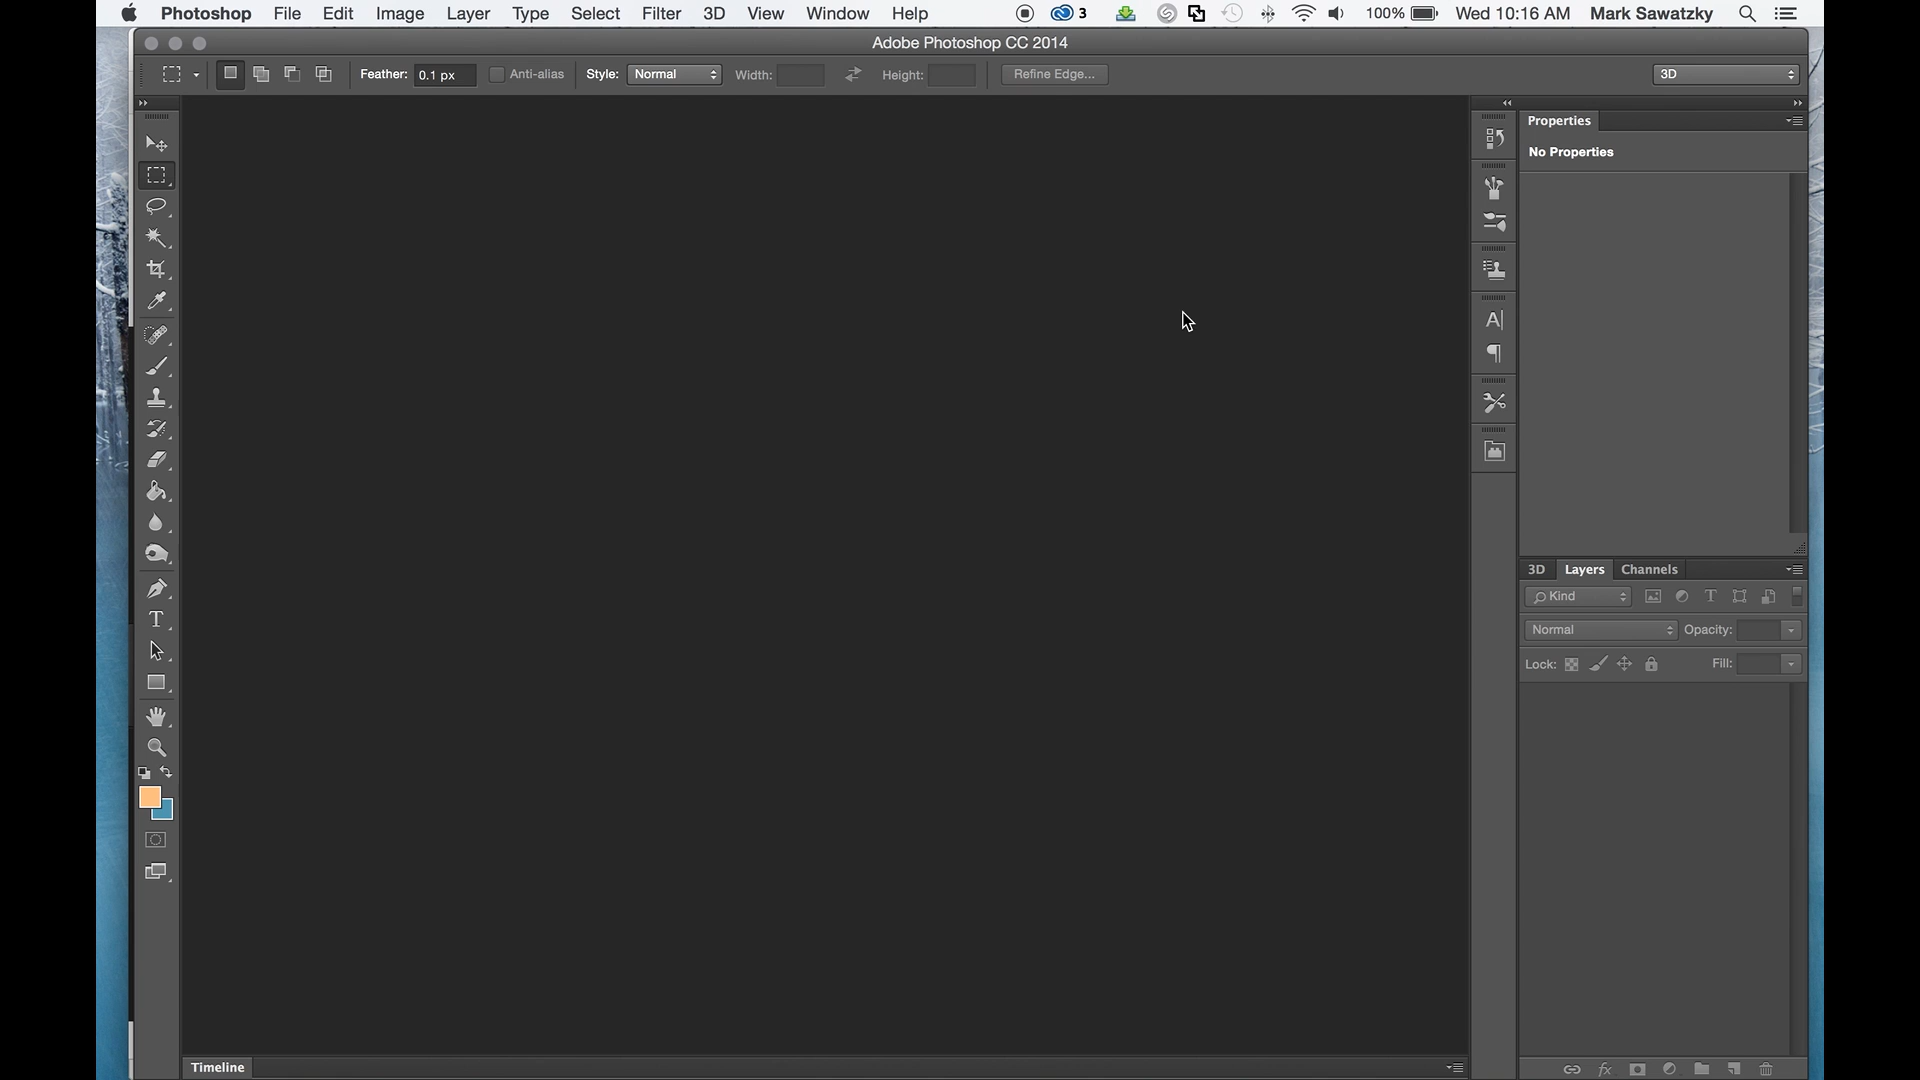 Photoshop File Edit Image Layer Type Select Filter 3D View Window Help 3 100% Wed 10:16 AM Mark Sawatzky
Adobe Photoshop CC 2014
Feather: 0.1 px Anti-alias Style: Normal Width: Height: Refine Edge... 3D
Properties
No Properties
3D Layers Channels
Kind
Normal Opacity:
Lock: Fill:
Timeline